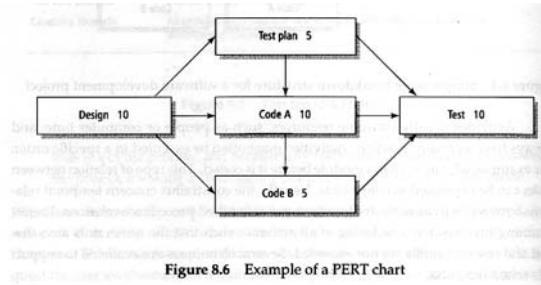 Test plan 5
Design 10
Code A 10
Test 10
Code B 5
Figure 8.6 Example of a PERT chart